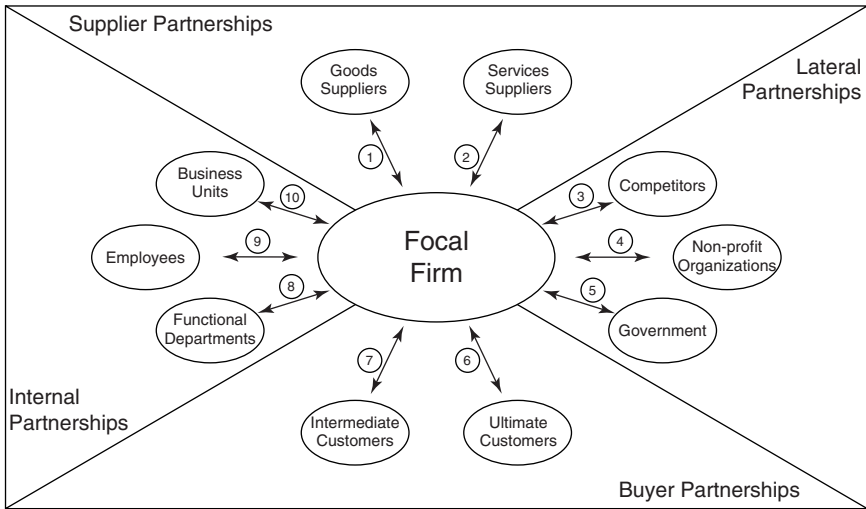 Supplier Partnerships
Goods
Suppliers
Services
Suppliers
Lateral
Partnerships
1
2
Business
Units
10
3
Competitors
Employees
9
Focal
Firm
4
Non-profit
Organizations
8
5
Functional
Departments
Government
7
6
Internal
Partnerships
Intermediate
Customers
Ultimate
Customers
Buyer Partnerships